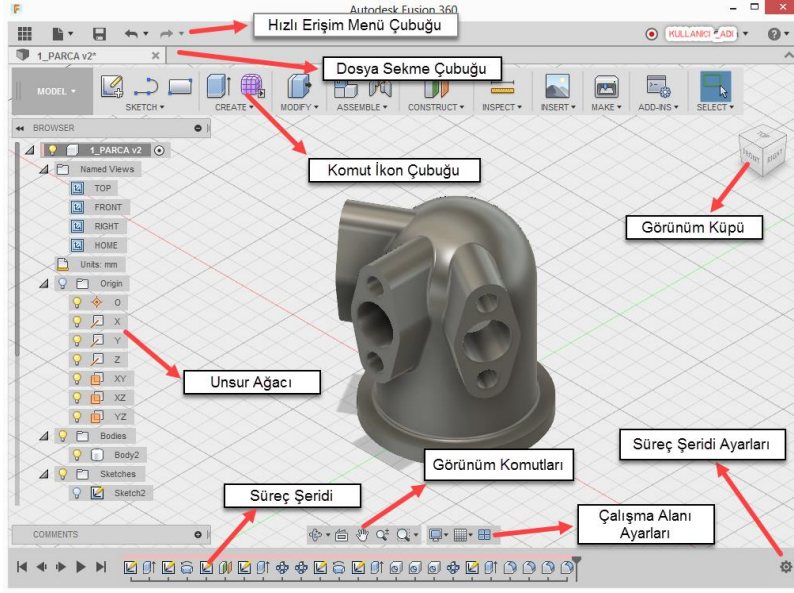 Autodesk Fusion 360
Hızlı Erişim Menü Çubuğu
KULLANICI ADI
1_PARCA v2*
Dosya Sekme Çubuğu
MODEL
SKETCH
CREATE
MODIFY
ASSEMBLE
CONSTRUCT
INSPECT
INSERT
MAKE
ADD-INS
SELECT
BROWSER
1_PARCA v2
Named Views
TOP
FRONT
RIGHT
HOME
Units: mm
Origin
O
X
Y
Z
XY
XZ
YZ
Bodies
Body2
Sketches
Sketch2
Komut İkon Çubuğu
FRONT
RIGHT
Görünüm Küpü
Unsur Ağacı
Görünüm Komutları
Süreç Şeridi Ayarları
Süreç Şeridi
Çalışma Alanı
Ayarları
COMMENTS